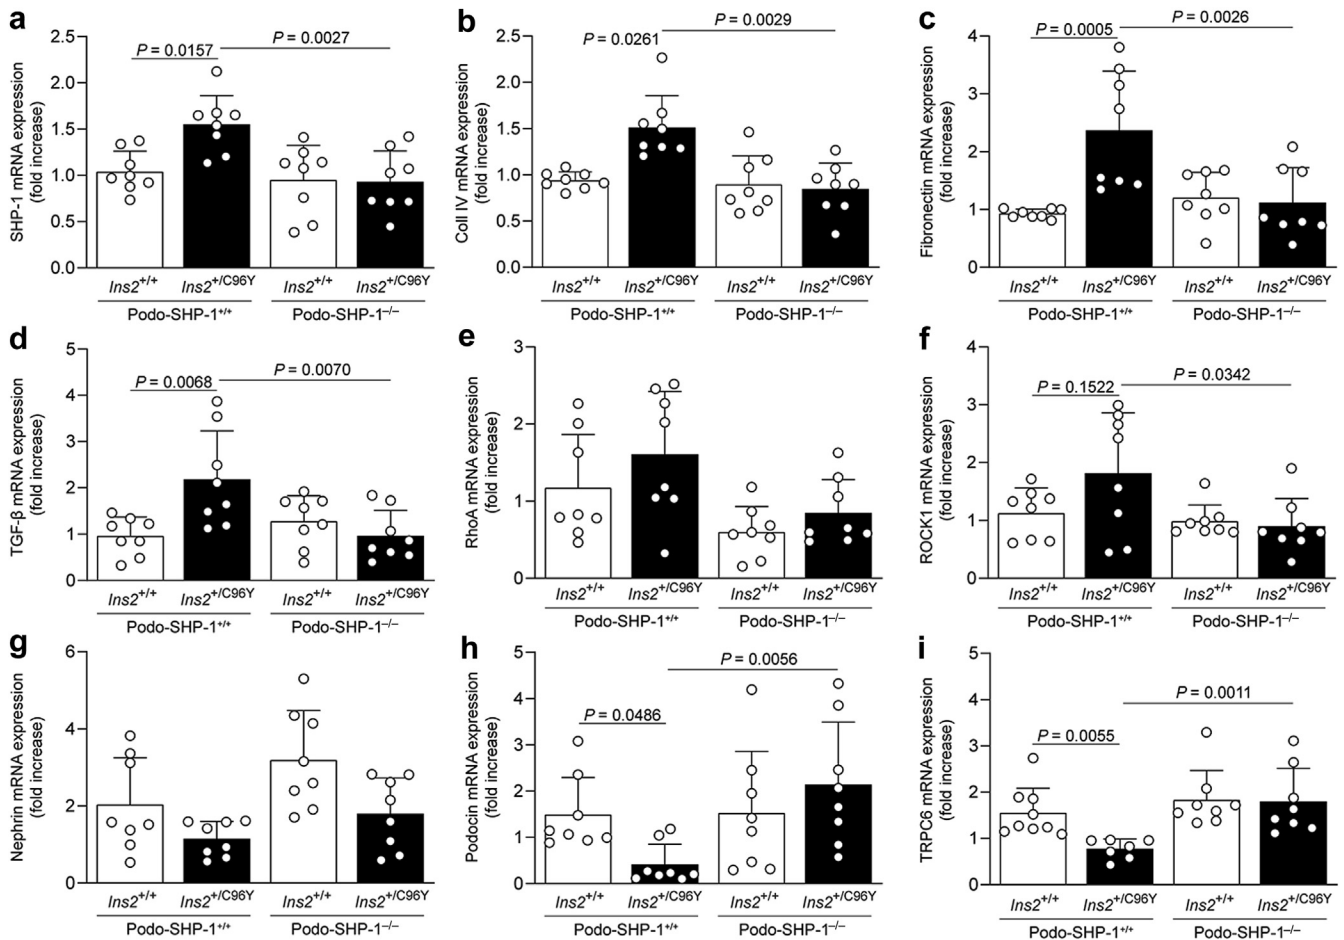 a
SHP-1 mRNA expression
(fold increase)
2.5
2.0
1.5
1.0
0.5
0.0
P = 0.0157
P = 0.0027
Ins2+/+
Ins2+/C96Y
Ins2+/+
Ins2+/C96Y
Podo-SHP-1+/+
Podo-SHP-1–/–
b
Coll IV mRNA expression
(fold increase)
2.5
2.0
1.5
1.0
0.5
0.0
P = 0.0261
P = 0.0029
Ins2+/+
Ins2+/C96Y
Ins2+/+
Ins2+/C96Y
Podo-SHP-1+/+
Podo-SHP-1–/–
c
Fibronectin mRNA expression
(fold increase)
4
3
2
1
0
P = 0.0005
P = 0.0026
Ins2+/+
Ins2+/C96Y
Ins2+/+
Ins2+/C96Y
Podo-SHP-1+/+
Podo-SHP-1–/–
d
TGF-β mRNA expression
(fold increase)
5
4
3
2
1
0
P = 0.0068
P = 0.0070
Ins2+/+
Ins2+/C96Y
Ins2+/+
Ins2+/C96Y
Podo-SHP-1+/+
Podo-SHP-1–/–
e
RhoA mRNA expression
(fold increase)
3
2
1
0
Ins2+/+
Ins2+/C96Y
Ins2+/+
Ins2+/C96Y
Podo-SHP-1+/+
Podo-SHP-1–/–
f
ROCK1 mRNA expression
(fold increase)
4
3
2
1
0
P = 0.1522
P = 0.0342
Ins2+/+
Ins2+/C96Y
Ins2+/+
Ins2+/C96Y
Podo-SHP-1+/+
Podo-SHP-1–/–
g
Nephrin mRNA expression
(fold increase)
6
4
2
0
Ins2+/+
Ins2+/C96Y
Ins2+/+
Ins2+/C96Y
Podo-SHP-1+/+
Podo-SHP-1–/–
h
Podocin mRNA expression
(fold increase)
5
4
3
2
1
0
P = 0.0486
P = 0.0056
Ins2+/+
Ins2+/C96Y
Ins2+/+
Ins2+/C96Y
Podo-SHP-1+/+
Podo-SHP-1–/–
i
TRPC6 mRNA expression
(fold increase)
5
4
3
2
1
0
P = 0.0055
P = 0.0011
Ins2+/+
Ins2+/C96Y
Ins2+/+
Ins2+/C96Y
Podo-SHP-1+/+
Podo-SHP-1–/–